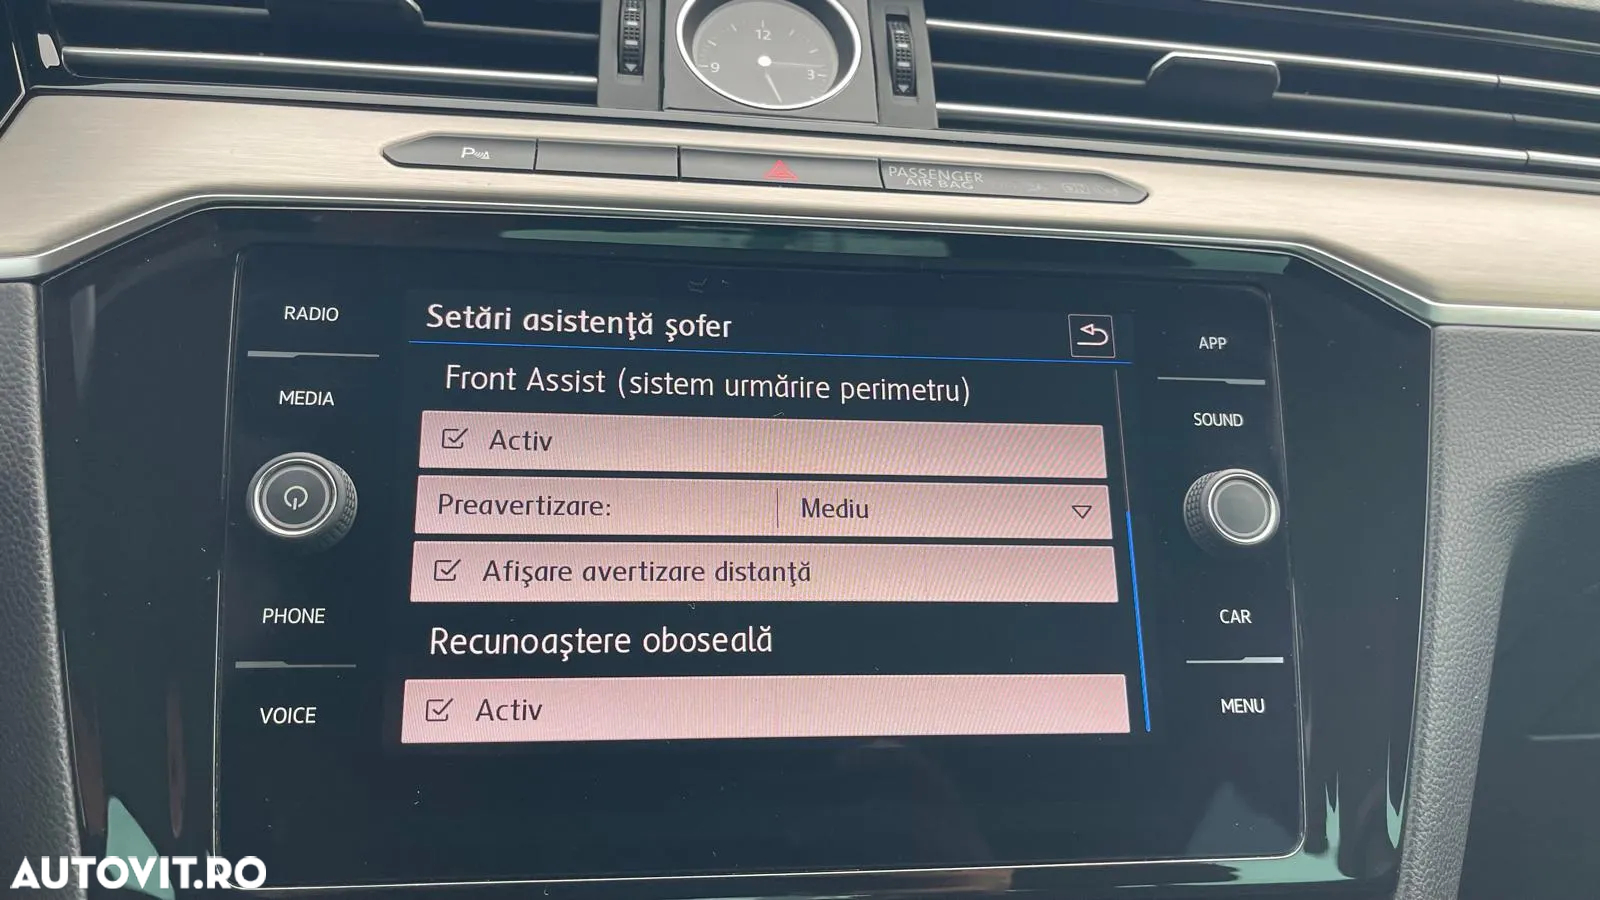 12
9
3
P
PASSENGER
AIR BAG
ON
RADIO
MEDIA
PHONE
VOICE
Setări asistenţă şofer
Front Assist (sistem urmărire perimetru)
Activ
Preavertizare: Mediu
Afişare avertizare distanţă
Recunoaştere oboseală
Activ
APP
SOUND
CAR
MENU
AUTOVIT.RO